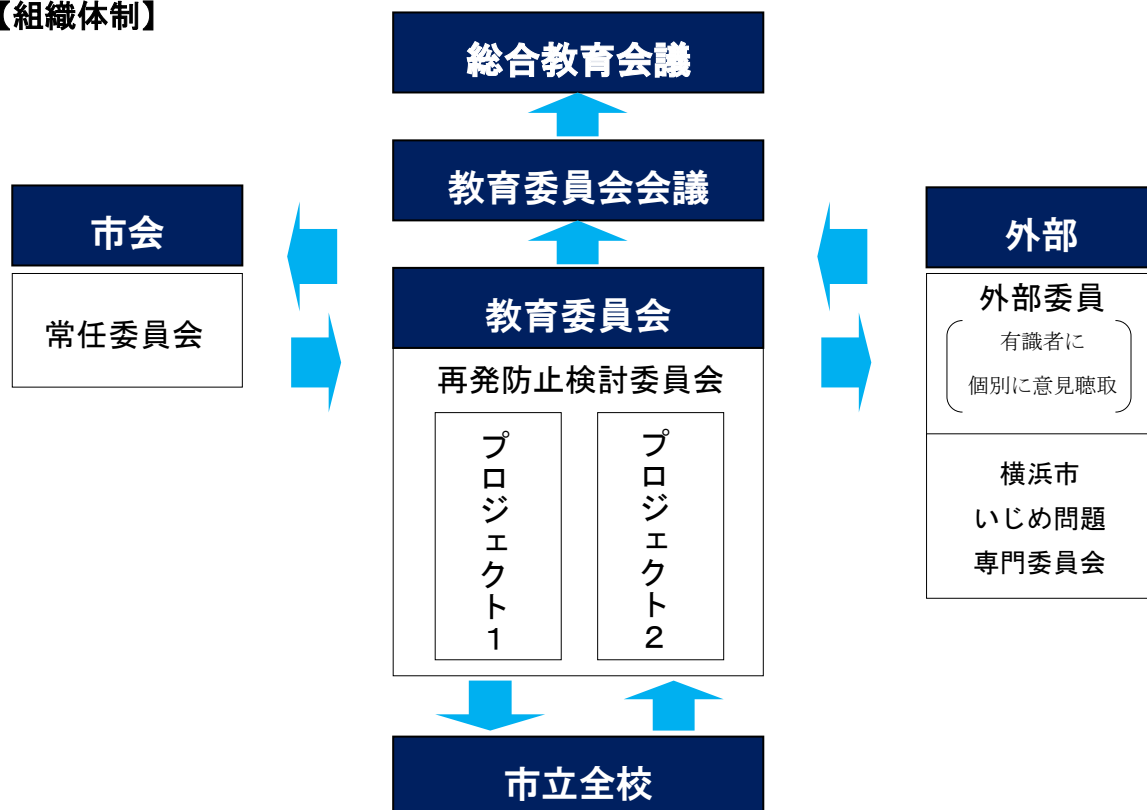 【組織体制】
総合教育会議
教育委員会会議
市会
常任委員会
教育委員会
再発防止検討委員会
プロジェクト1
プロジェクト2
外部
外部委員
有識者に
個別に意見聴取
横浜市
いじめ問題
専門委員会
市立全校